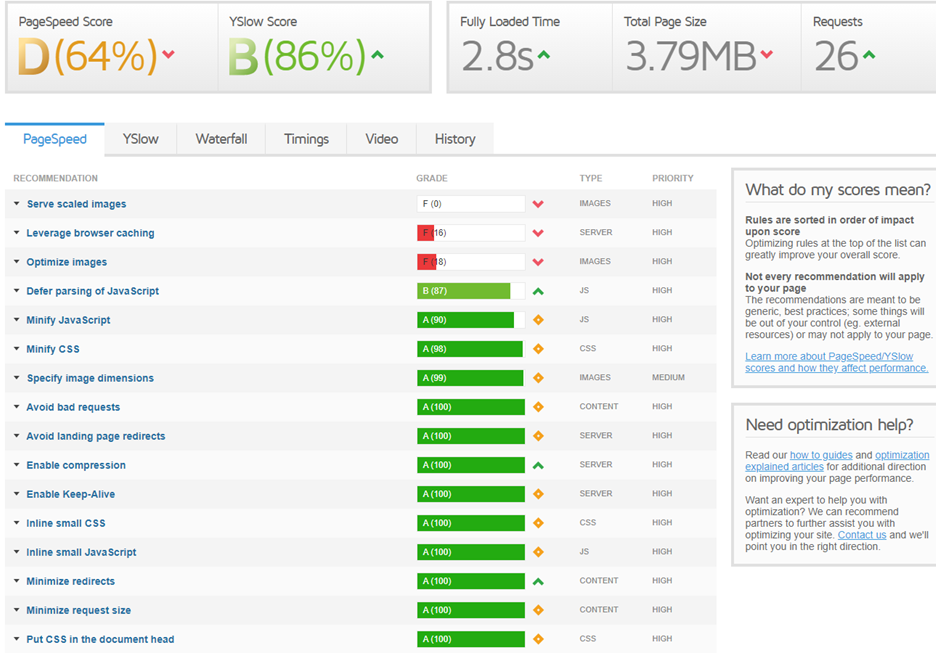 PageSpeed Score
D(64%)
YSlow Score
B(86%)
Fully Loaded Time
2.8s
Total Page Size
3.79MB
Requests
26
PageSpeed
YSlow
Waterfall
Timings
Video
History
RECOMMENDATION GRADE TYPE PRIORITY
Serve scaled images F (0) IMAGES HIGH
Leverage browser caching F (16) SERVER HIGH
Optimize images F (18) IMAGES HIGH
Defer parsing of JavaScript B (87) JS HIGH
Minify JavaScript A (90) JS HIGH
Minify CSS A (98) CSS HIGH
Specify image dimensions A (99) IMAGES MEDIUM
Avoid bad requests A (100) CONTENT HIGH
Avoid landing page redirects A (100) SERVER HIGH
Enable compression A (100) SERVER HIGH
Enable Keep-Alive A (100) SERVER HIGH
Inline small CSS A (100) CSS HIGH
Inline small JavaScript A (100) JS HIGH
Minimize redirects A (100) CONTENT HIGH
Minimize request size A (100) CONTENT HIGH
Put CSS in the document head A (100) CSS HIGH
What do my scores mean?
Rules are sorted in order of impact
upon score
Optimizing rules at the top of the list can
greatly improve your overall score.
Not every recommendation will apply
to your page
The recommendations are meant to be
generic, best practices; some things will
be out of your control (eg. external
resources) or may not apply to your page.
Learn more about PageSpeed/YSlow
scores and how they affect performance.
Need optimization help?
Read our how to guides and optimization
explained articles for additional direction
on improving your page performance.
Want an expert to help you with
optimization? We can recommend
partners to further assist you with
optimizing your site. Contact us and we'll
point you in the right direction.